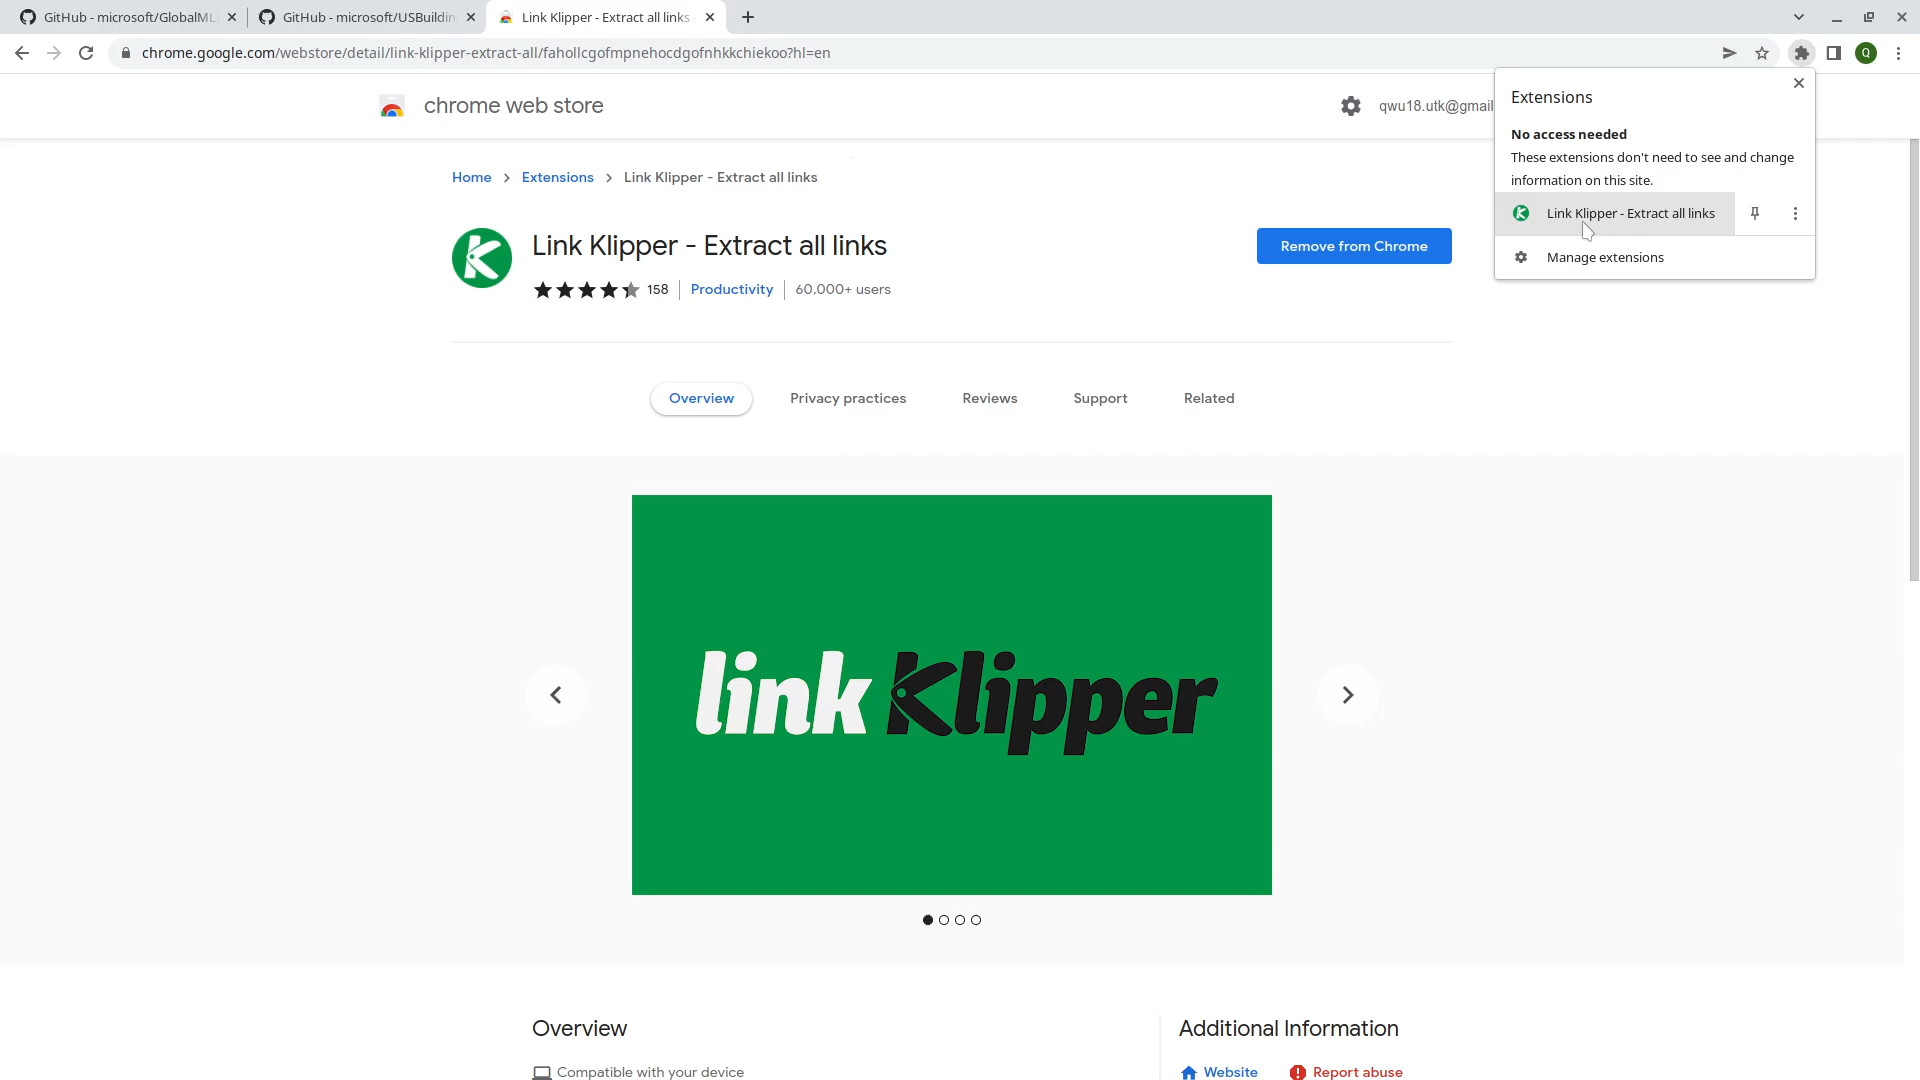 GitHub - microsoft/GlobalML
GitHub - microsoft/USBuildin
Link Klipper - Extract all links -
chrome.google.com/webstore/detail/link-klipper-extract-all/fahollcgofmpnehocdgofnhkkchiekoo?hl=en
Q
chrome web store
qwu18.utk@gmail
Extensions
No access needed
These extensions don't need to see and change
information on this site.
Link Klipper - Extract all links
Manage extensions
Home > Extensions > Link Klipper - Extract all links
Link Klipper - Extract all links
Remove from Chrome
158
Productivity
60,000+ users
Overview
Privacy practices
Reviews
Support
Related
link Klipper
Overview
Additional Information
Compatible with your device
Website
Report abuse